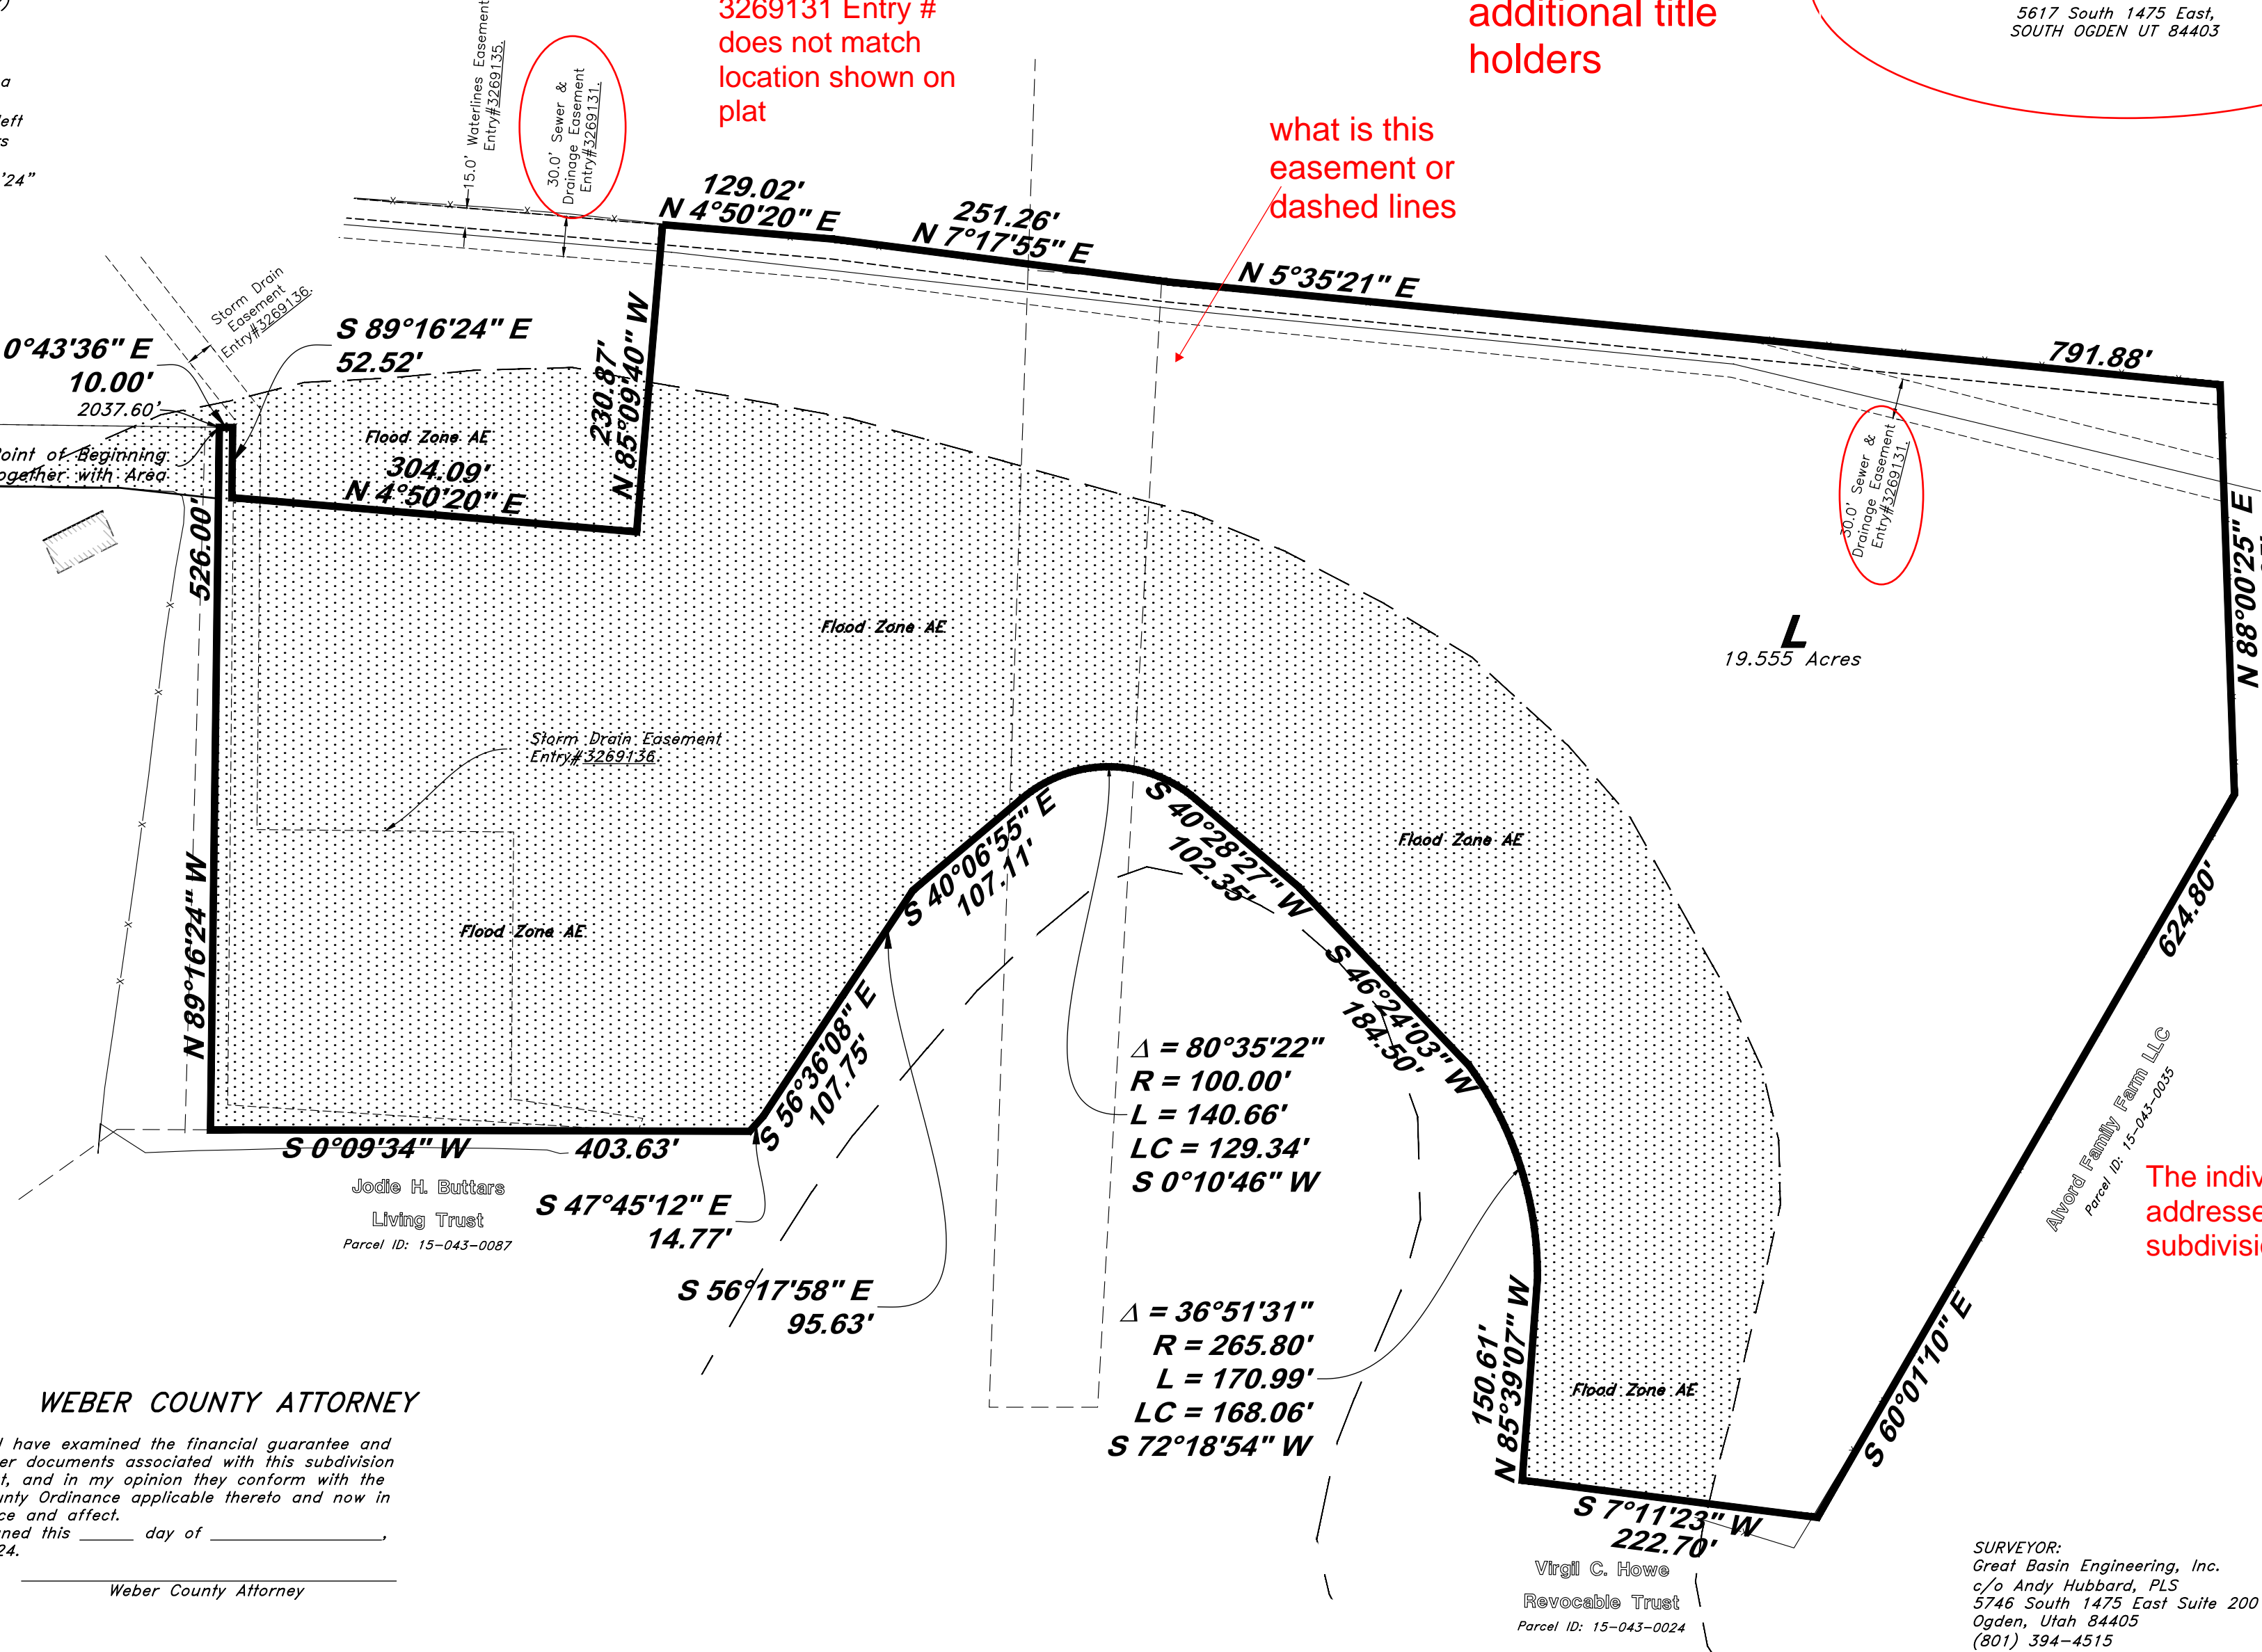 3269131 Entry #
does not match
location shown on
plat
additional title
holders
5617 South 1475 East,
SOUTH OGDEN UT 84403
a
left
'24"
15.0' Waterlines Easement
Entry#3269135.
30.0' Sewer &
Drainage Easement
Entry#3269131.
what is this
easement or
dashed lines
129.02'
N 4°50'20" E
251.26'
N 7°17'55" E
N 5°35'21" E
791.88'
Storm Drain
Easement
Entry#3269136.
0°43'36" E
10.00'
2037.60'
S 89°16'24" E
52.52'
230.87'
N 85°09'40" W
Point of Beginning
Together with Area
Flood Zone AE
304.09'
N 4°50'20" E
526.00'
N 89°16'24" W
30.0' Sewer &
Drainage Easement
Entry#3269131.
N 88°00'25" E
Flood Zone AE
L
19.555 Acres
Storm Drain Easement
Entry#3269136.
Flood Zone AE
Flood Zone AE
S 40°06'55" E
107.11'
S 40°28'27" W
102.35'
S 46°24'03" W
184.50'
S 56°36'08" E
107.75'
624.80'
S 60°01'10" E
Δ = 80°35'22"
R = 100.00'
L = 140.66'
LC = 129.34'
S 0°10'46" W
S 0°09'34" W 403.63'
Jodie H. Buttars
Living Trust
Parcel ID: 15-043-0087
S 47°45'12" E
14.77'
S 56°17'58" E
95.63'
Δ = 36°51'31"
R = 265.80'
L = 170.99'
LC = 168.06'
S 72°18'54" W
150.61'
N 85°39'07" W
Flood Zone AE
Alvord Family Farm LLC
Parcel ID: 15-043-0035
The indiv
addresse
subdivisi
S 7°11'23" W
222.70'
Virgil C. Howe
Revocable Trust
Parcel ID: 15-043-0024
WEBER COUNTY ATTORNEY
I have examined the financial guarantee and
er documents associated with this subdivision
t, and in my opinion they conform with the
unty Ordinance applicable thereto and now in
ce and affect.
ned this _____ day of _______________,
24.
Weber County Attorney
SURVEYOR:
Great Basin Engineering, Inc.
c/o Andy Hubbard, PLS
5746 South 1475 East Suite 200
Ogden, Utah 84405
(801) 394-4515